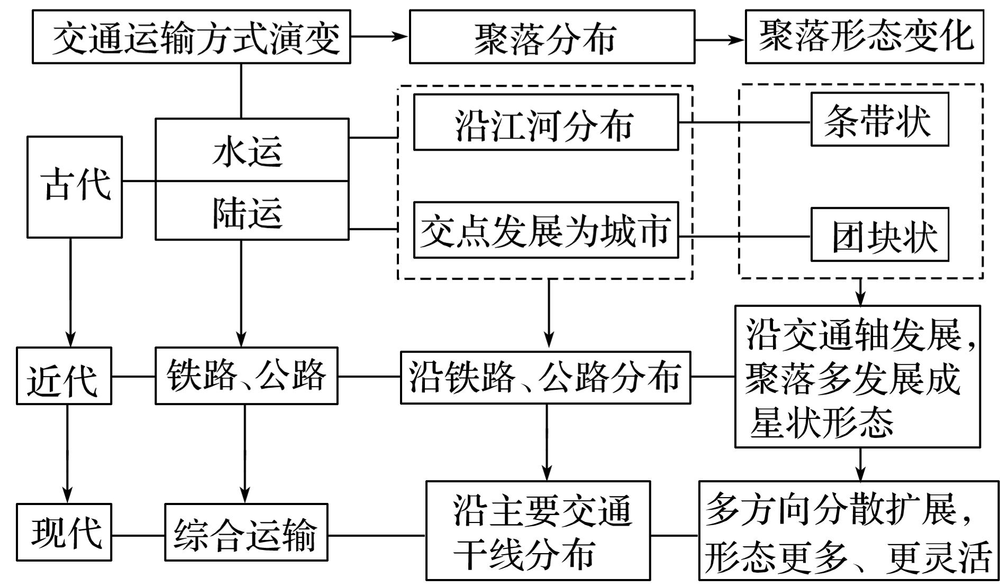 交通运输方式演变
聚落分布
聚落形态变化
古代
水运
陆运
沿江河分布
条带状
交点发展为城市
团块状
近代
铁路、公路
沿铁路、公路分布
沿交通轴发展，
聚落多发展成
星状形态
现代
综合运输
沿主要交通
干线分布
多方向分散扩展，
形态更多、更灵活